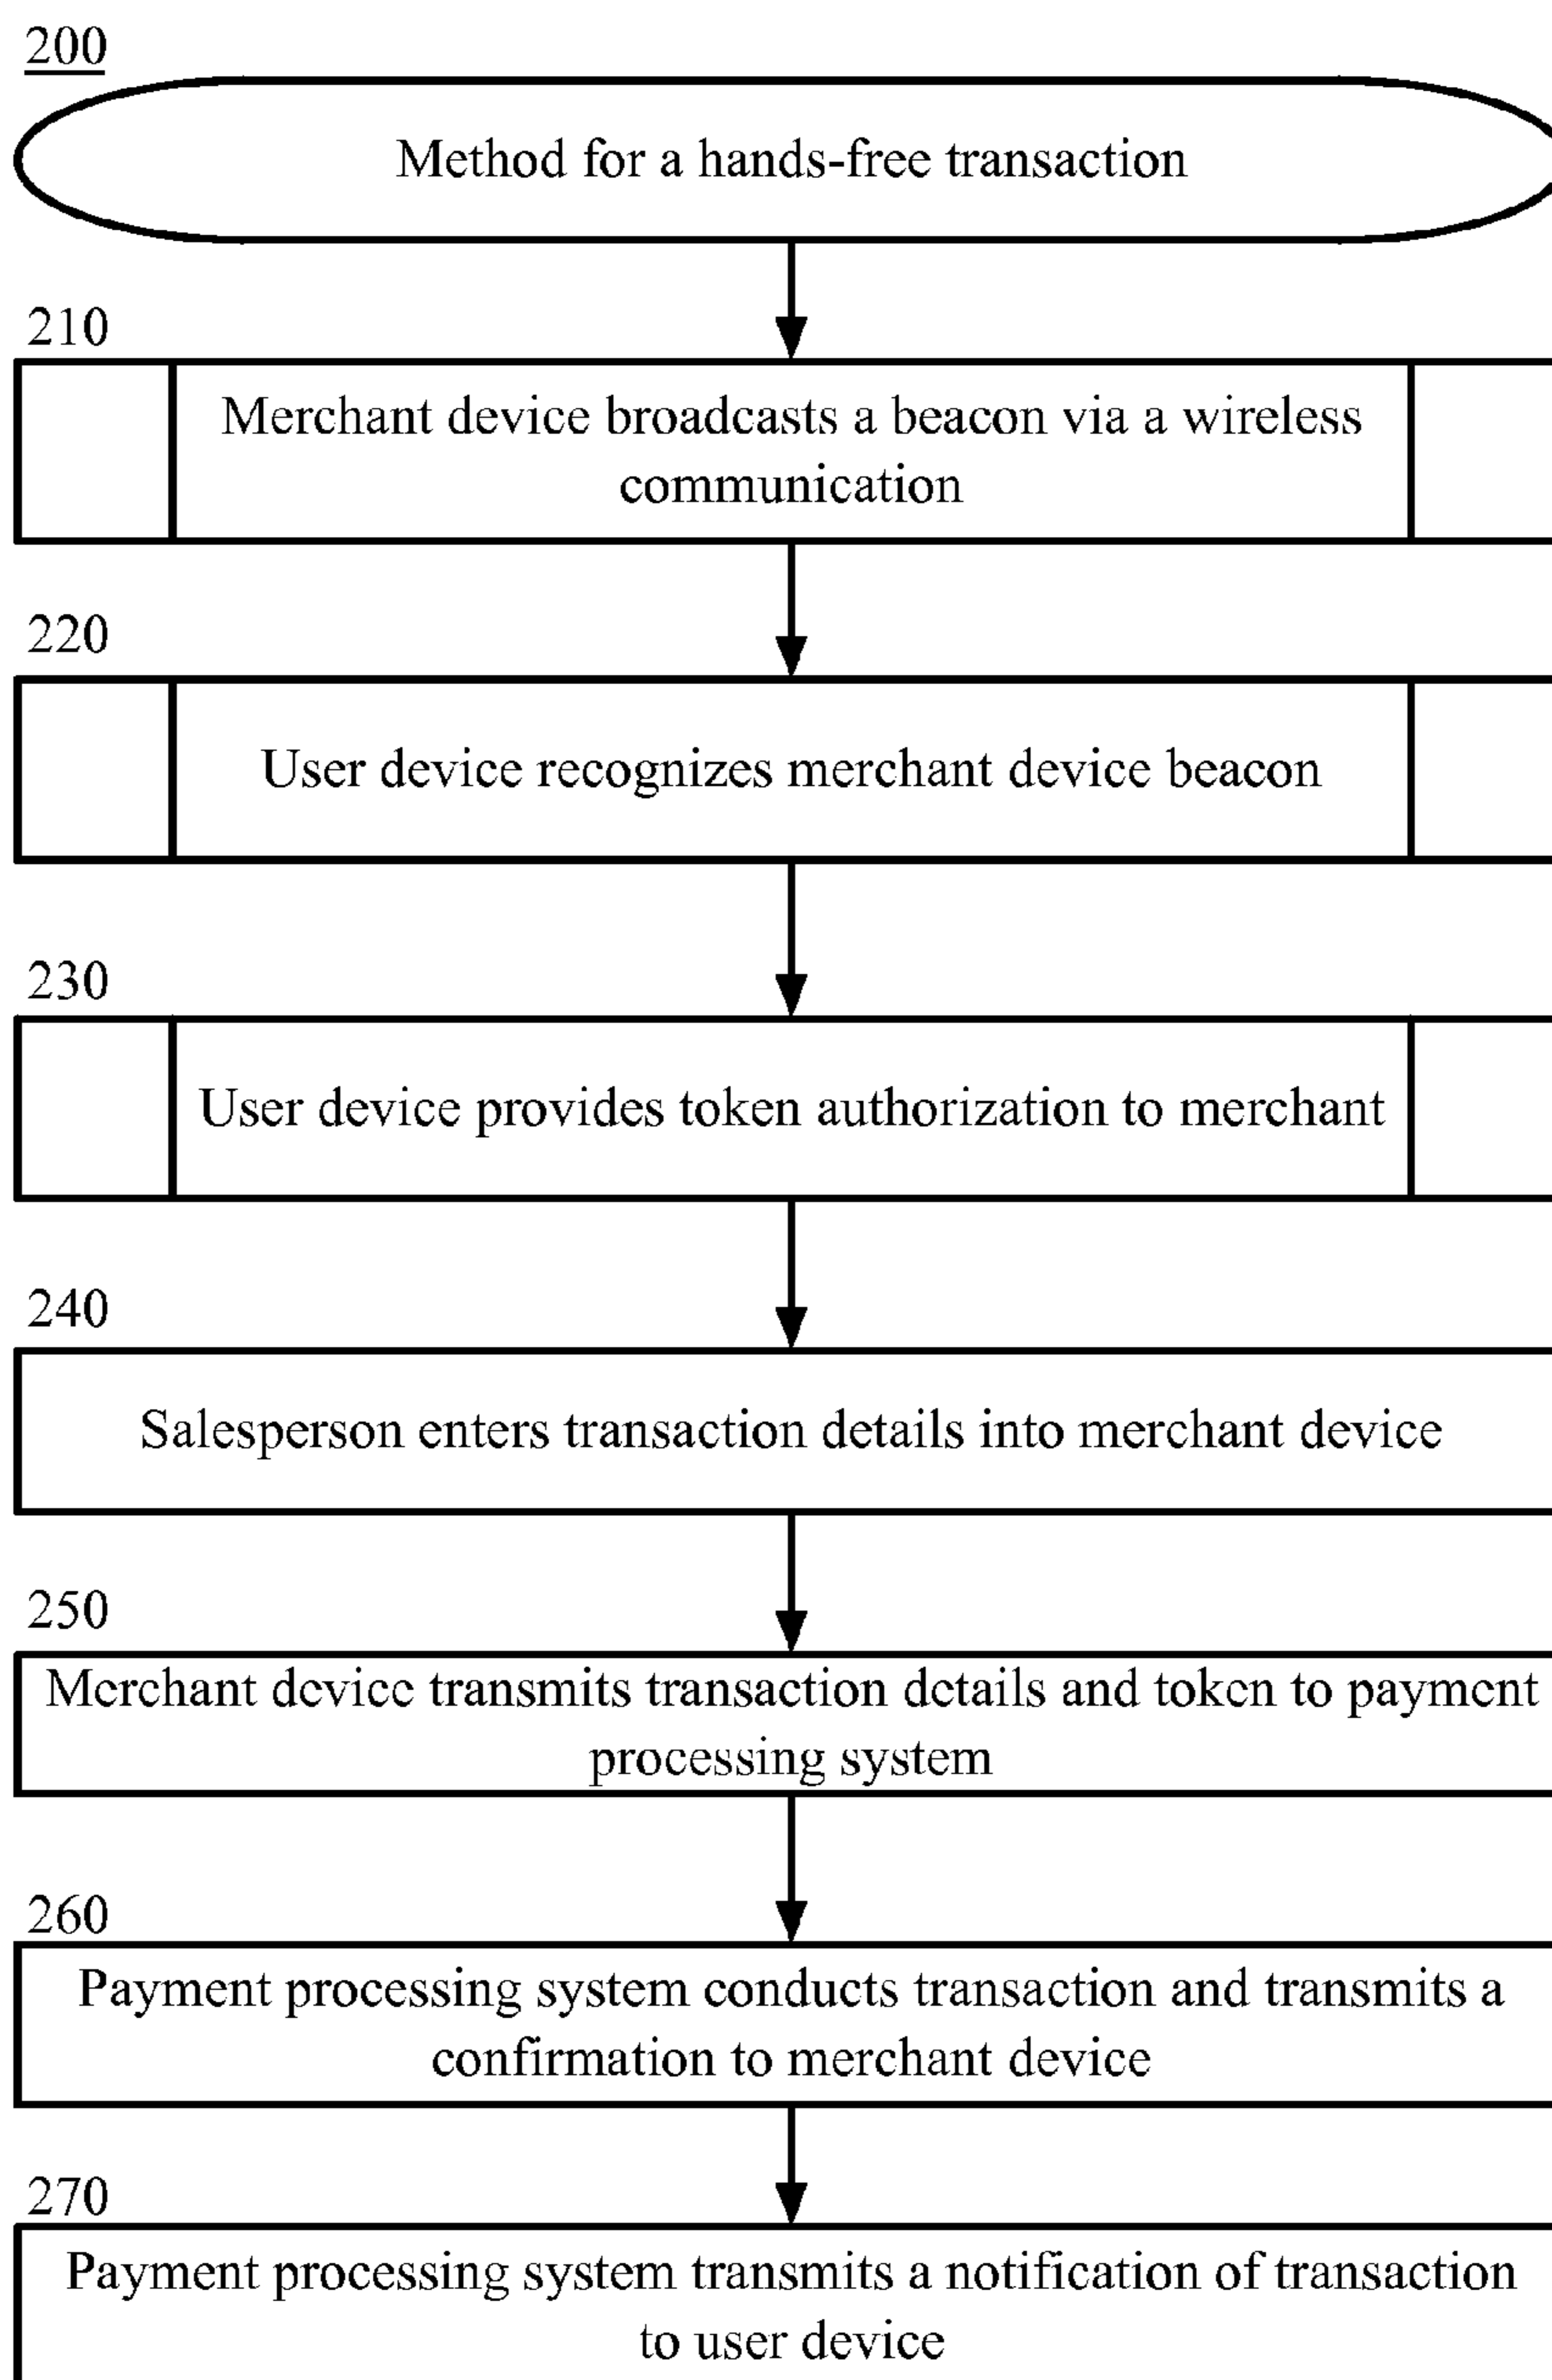 200
Method for a hands-free transaction
210
Merchant device broadcasts a beacon via a wireless
communication
220
User device recognizes merchant device beacon
230
User device provides token authorization to merchant
240
Salesperson enters transaction details into merchant device
250
Merchant device transmits transaction details and token to payment
processing system
260
Payment processing system conducts transaction and transmits a
confirmation to merchant device
270
Payment processing system transmits a notification of transaction
to user device